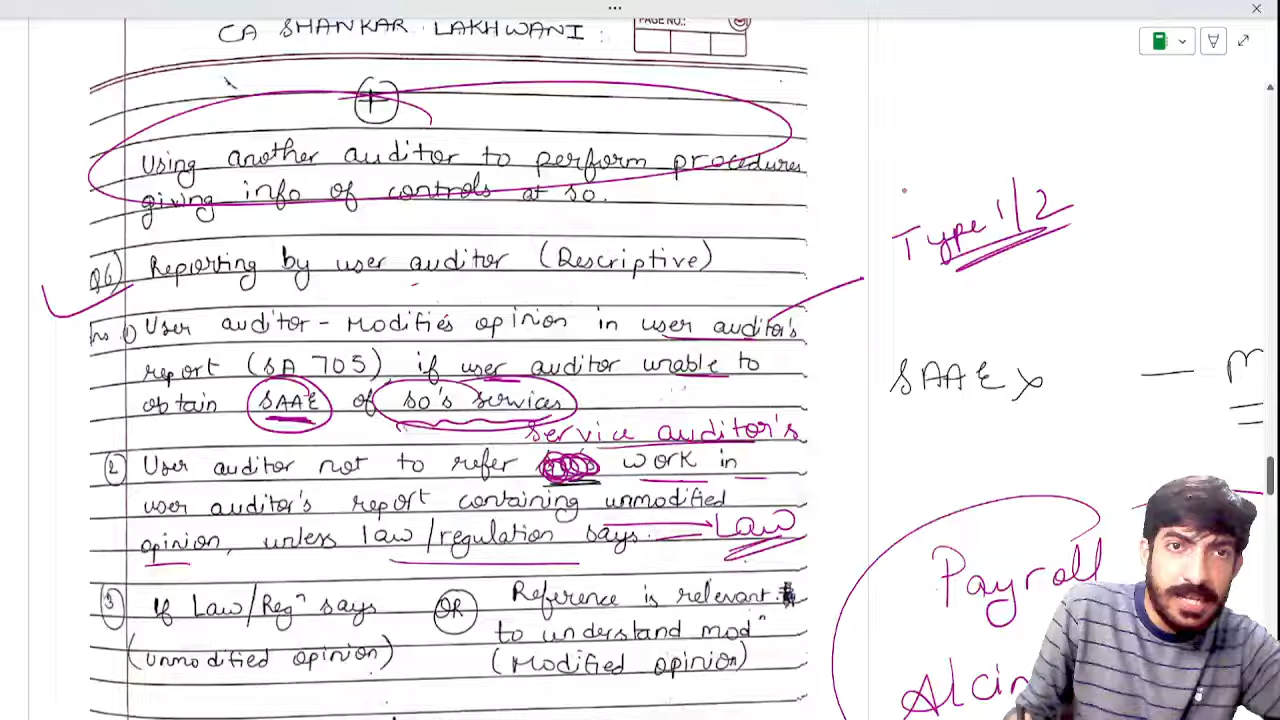 CA SHANKAR LAKHWANI
PAGE NO.:
+
Using another auditor to perform procedures
giving info of controls at SO.
Q6) Reporting by user auditor (Descriptive)
Ans 1) User auditor - Modifies opinion in user auditor's
report (SA 705) if user auditor unable to
obtain SAAE of SO's services
service auditor's
2 User auditor not to refer work in
user auditor's report containing unmodified
opinion, unless law/regulation says. Law
3 If Law/Regn says OR Reference is relevant
to understand modn
(unmodified opinion) (Modified opinion)
Type 1/2
SAAE x — M
Payroll